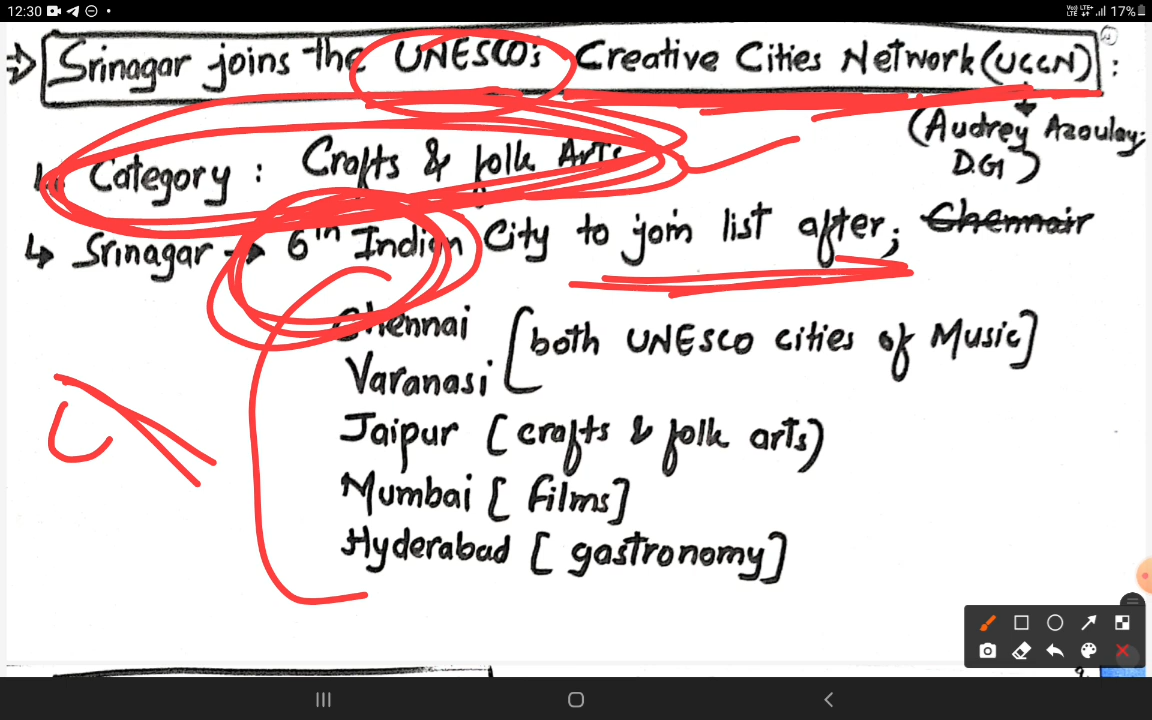 12:30
17%
⇒ Srinagar joins the UNESCO's Creative Cities Network (UCCN) :
(Audrey Azoulay; D.G)
↳ Category : Crafts & folk Arts
↳ Srinagar → 6th Indian City to join list after; Chennair
Chennai
Varanasi [both UNESCO cities of Music]
Jaipur (crafts & folk arts)
Mumbai [films]
Hyderabad [gastronomy]